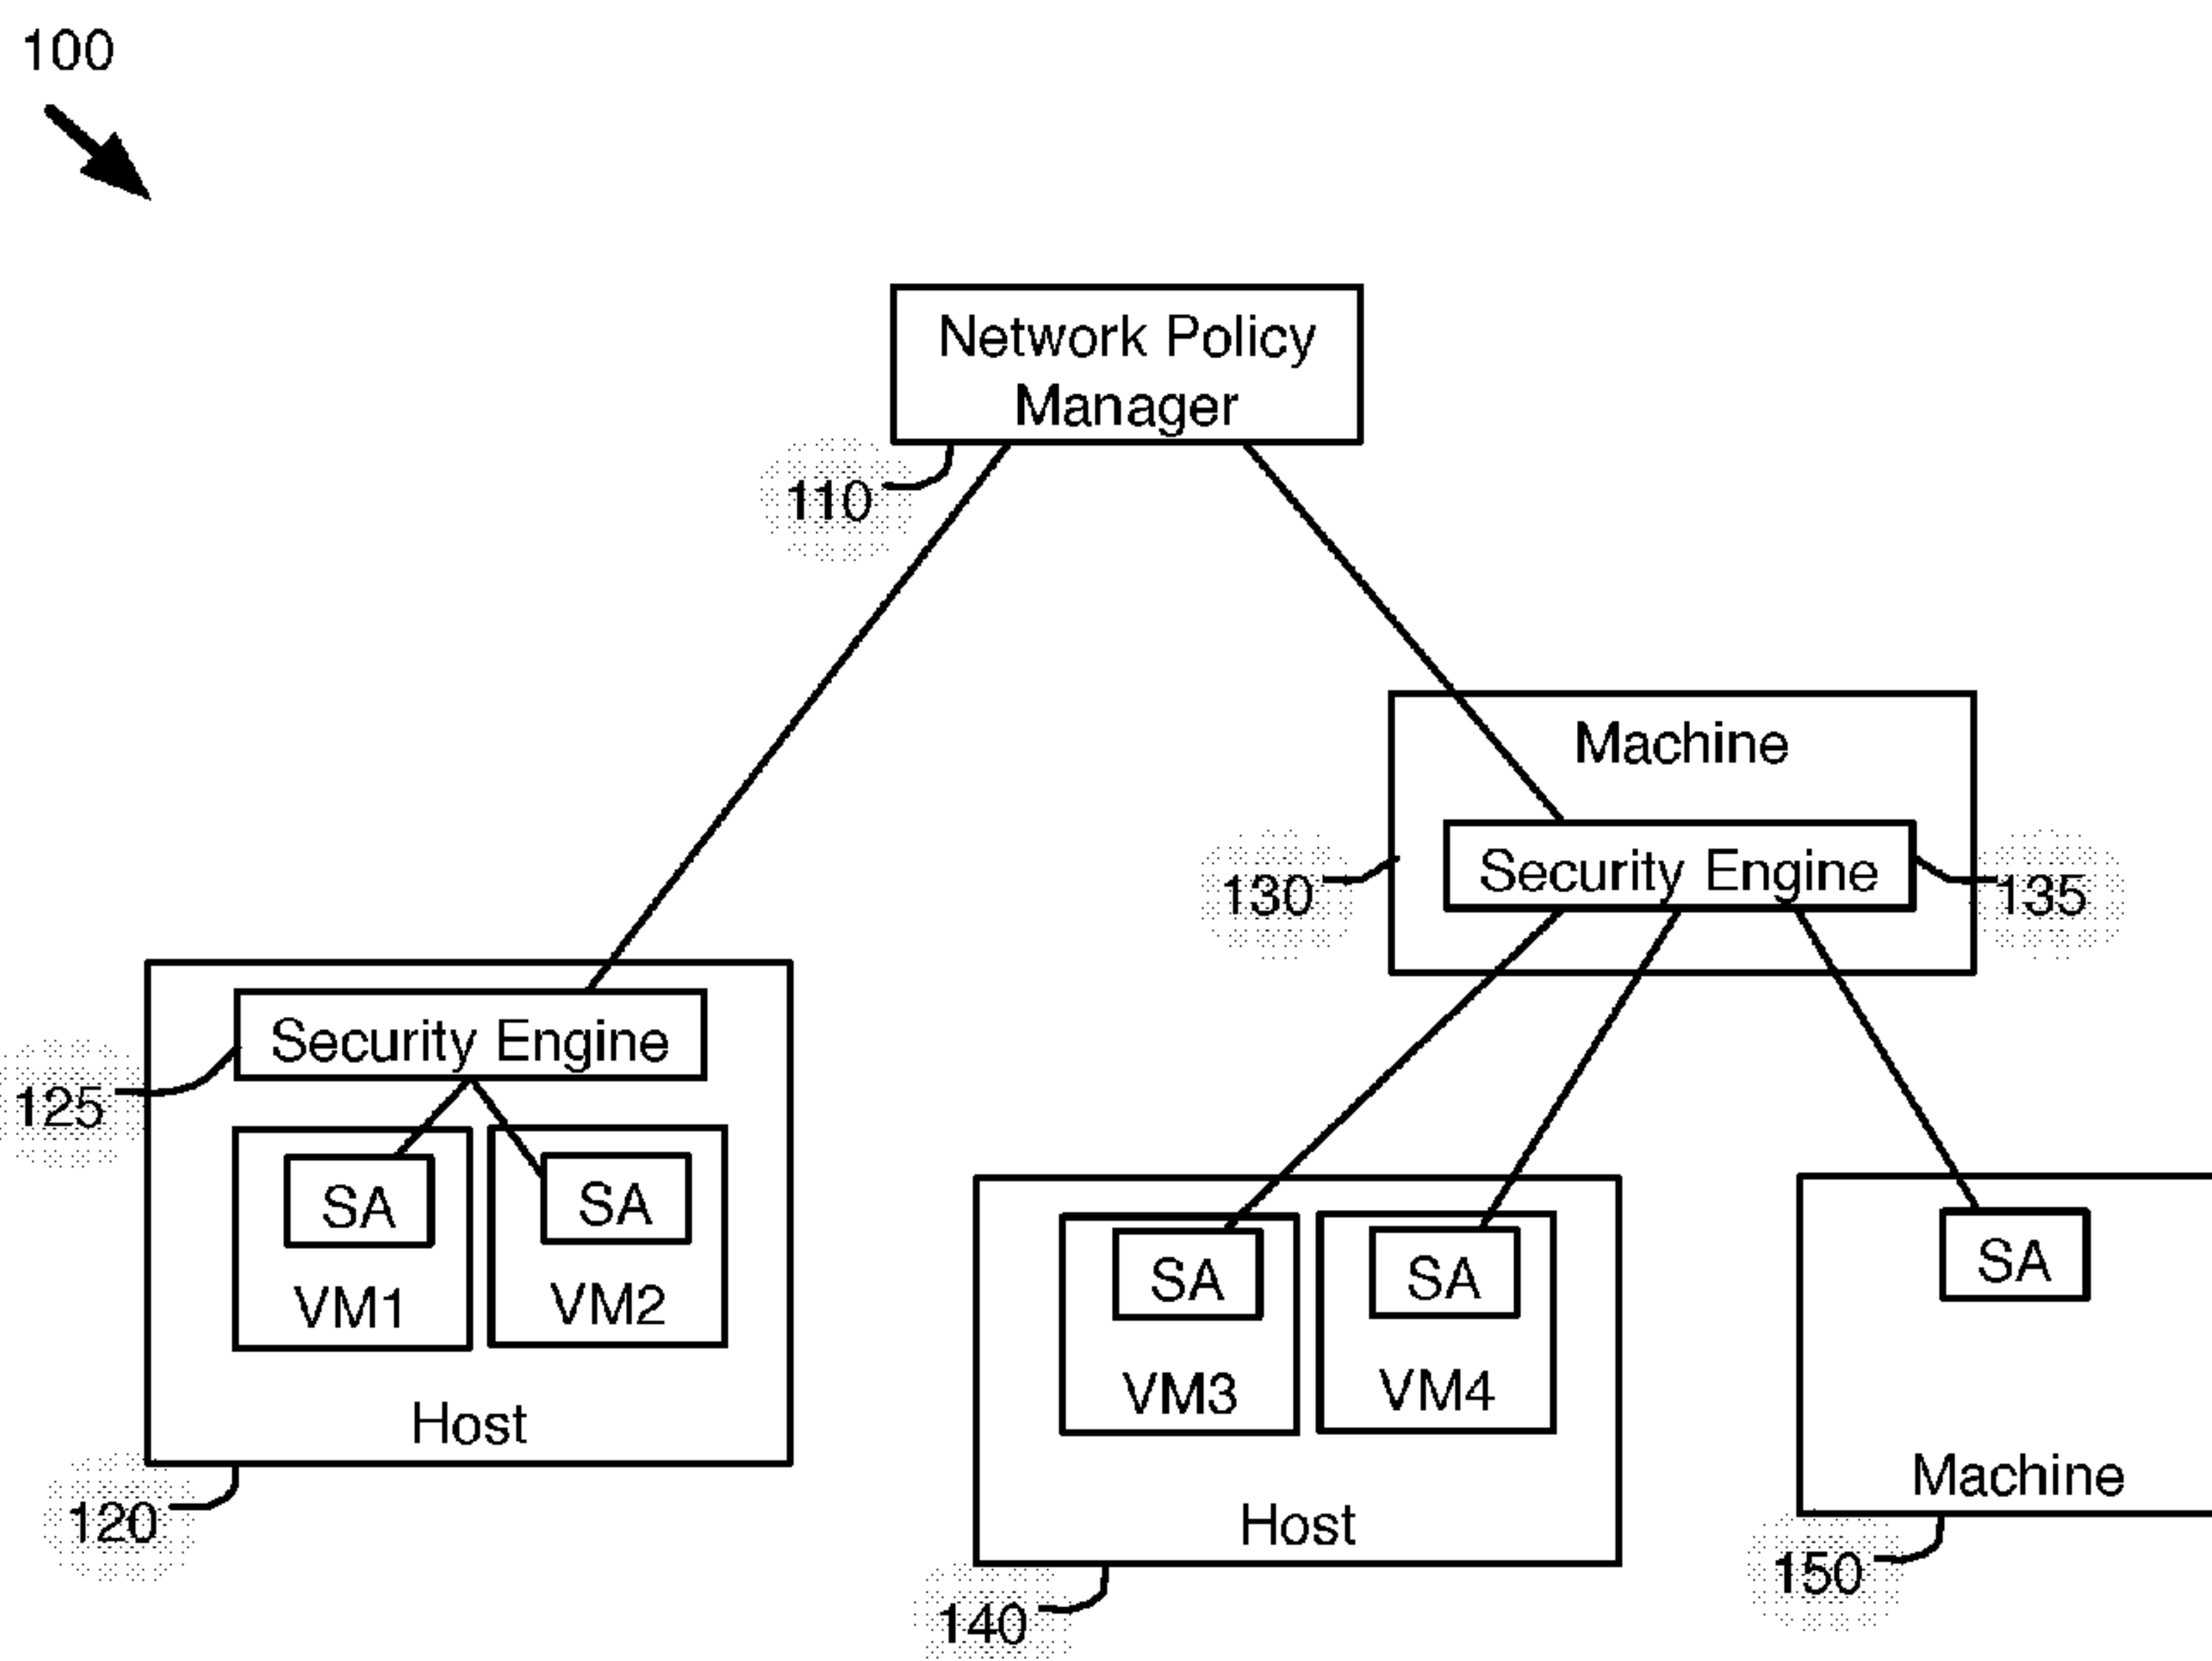 100
Network Policy
Manager
110
Machine
Security Engine
130
135
Security Engine
125
SA
SA
VM1
VM2
Host
120
SA
SA
VM3
VM4
Host
140
SA
Machine
150